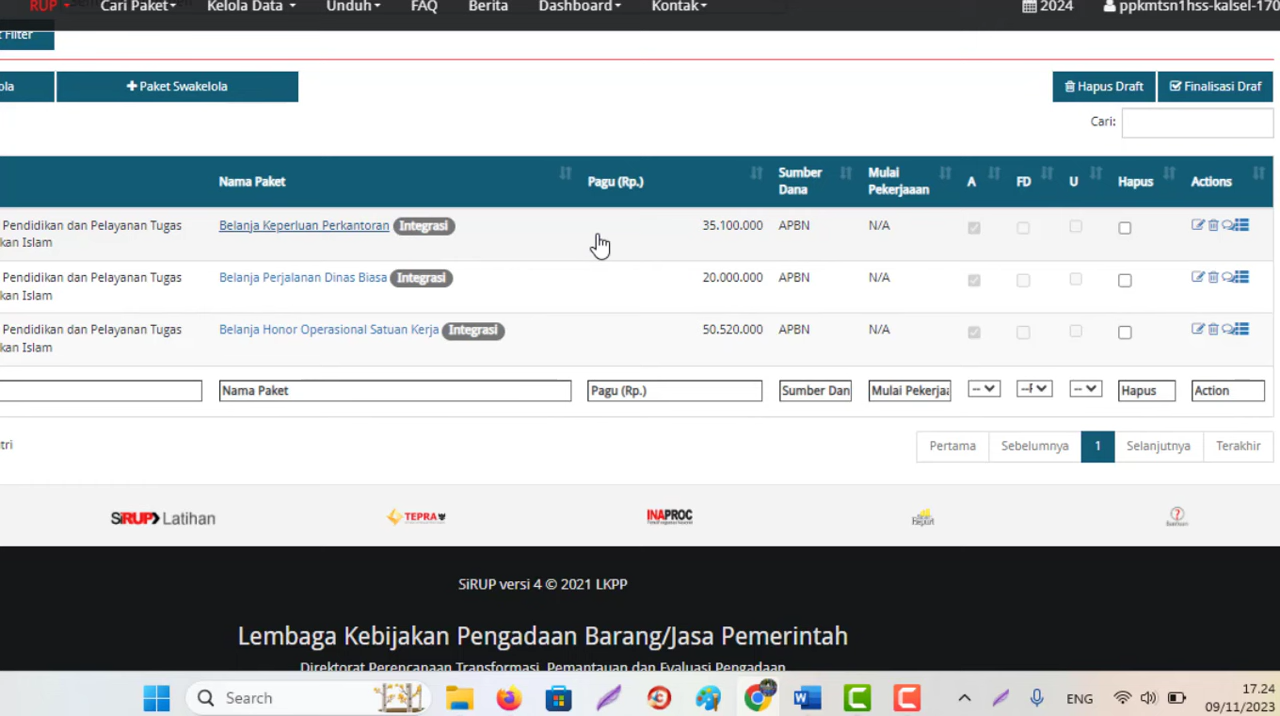 RUP Cari Paket Kelola Data Unduh FAQ Berita Dashboard Kontak 2024 ppkmtsn1hss-kalsel-170
Filter
ola Paket Swakelola Hapus Draft Finalisasi Draf
Cari:
Nama Paket Pagu (Rp.) Sumber Dana Mulai Pekerjaaan A FD U Hapus Actions
Pendidikan dan Pelayanan Tugas Belanja Keperluan Perkantoran Integrasi 35.100.000 APBN N/A
kan Islam
Pendidikan dan Pelayanan Tugas Belanja Perjalanan Dinas Biasa Integrasi 20.000.000 APBN N/A
kan Islam
Pendidikan dan Pelayanan Tugas Belanja Honor Operasional Satuan Kerja Integrasi 50.520.000 APBN N/A
kan Islam
Nama Paket Pagu (Rp.) Sumber Dan Mulai Pekerjaa -- --F -- Hapus Action
tri Pertama Sebelumnya 1 Selanjutnya Terakhir
SiRUP Latihan TEPRA INAPROC
SiRUP versi 4 © 2021 LKPP
Lembaga Kebijakan Pengadaan Barang/Jasa Pemerintah
Direktorat Perencanaan Transformasi, Pemantauan dan Evaluasi Pengadaan
Search ENG 17.24
09/11/2023